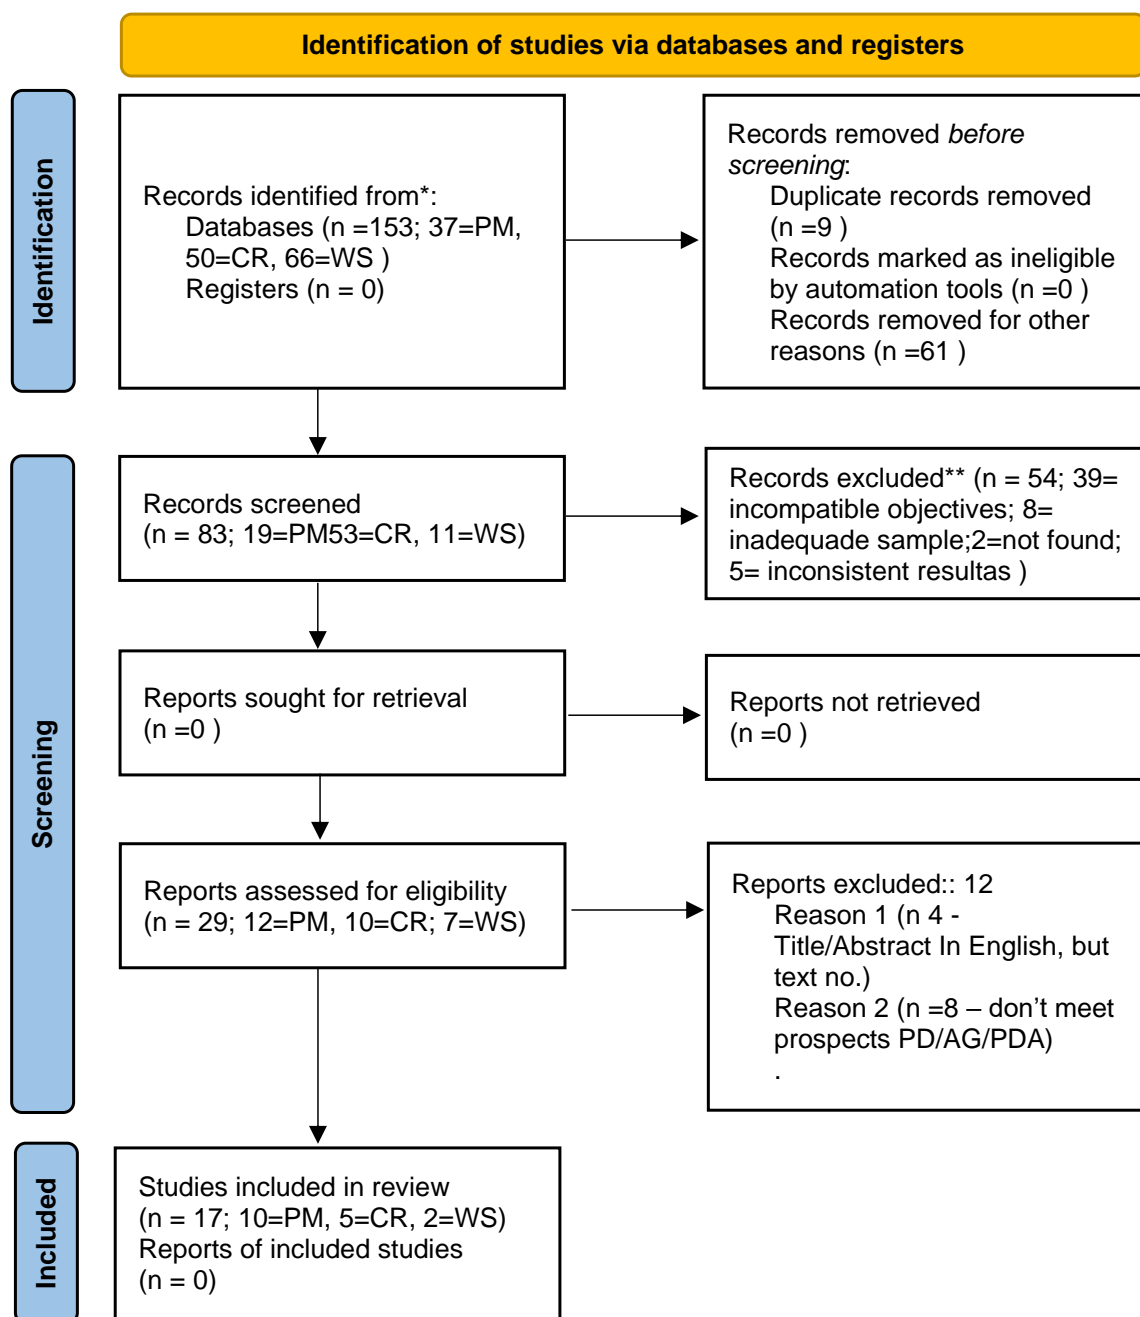 Identification of studies via databases and registers
Identification
Records identified from*:
Databases (n =153; 37=PM,
50=CR, 66=WS )
Registers (n = 0)
Records removed before
screening:
Duplicate records removed
(n =9 )
Records marked as ineligible
by automation tools (n =0 )
Records removed for other
reasons (n =61 )
Screening
Records screened
(n = 83; 19=PM53=CR, 11=WS)
Records excluded** (n = 54; 39=
incompatible objectives; 8=
inadequade sample;2=not found;
5= inconsistent resultas )
Reports sought for retrieval
(n =0 )
Reports not retrieved
(n =0 )
Reports assessed for eligibility
(n = 29; 12=PM, 10=CR; 7=WS)
Reports excluded:: 12
Reason 1 (n 4 -
Title/Abstract In English, but
text no.)
Reason 2 (n =8 – don’t meet
prospects PD/AG/PDA)
.
Included
Studies included in review
(n = 17; 10=PM, 5=CR, 2=WS)
Reports of included studies
(n = 0)